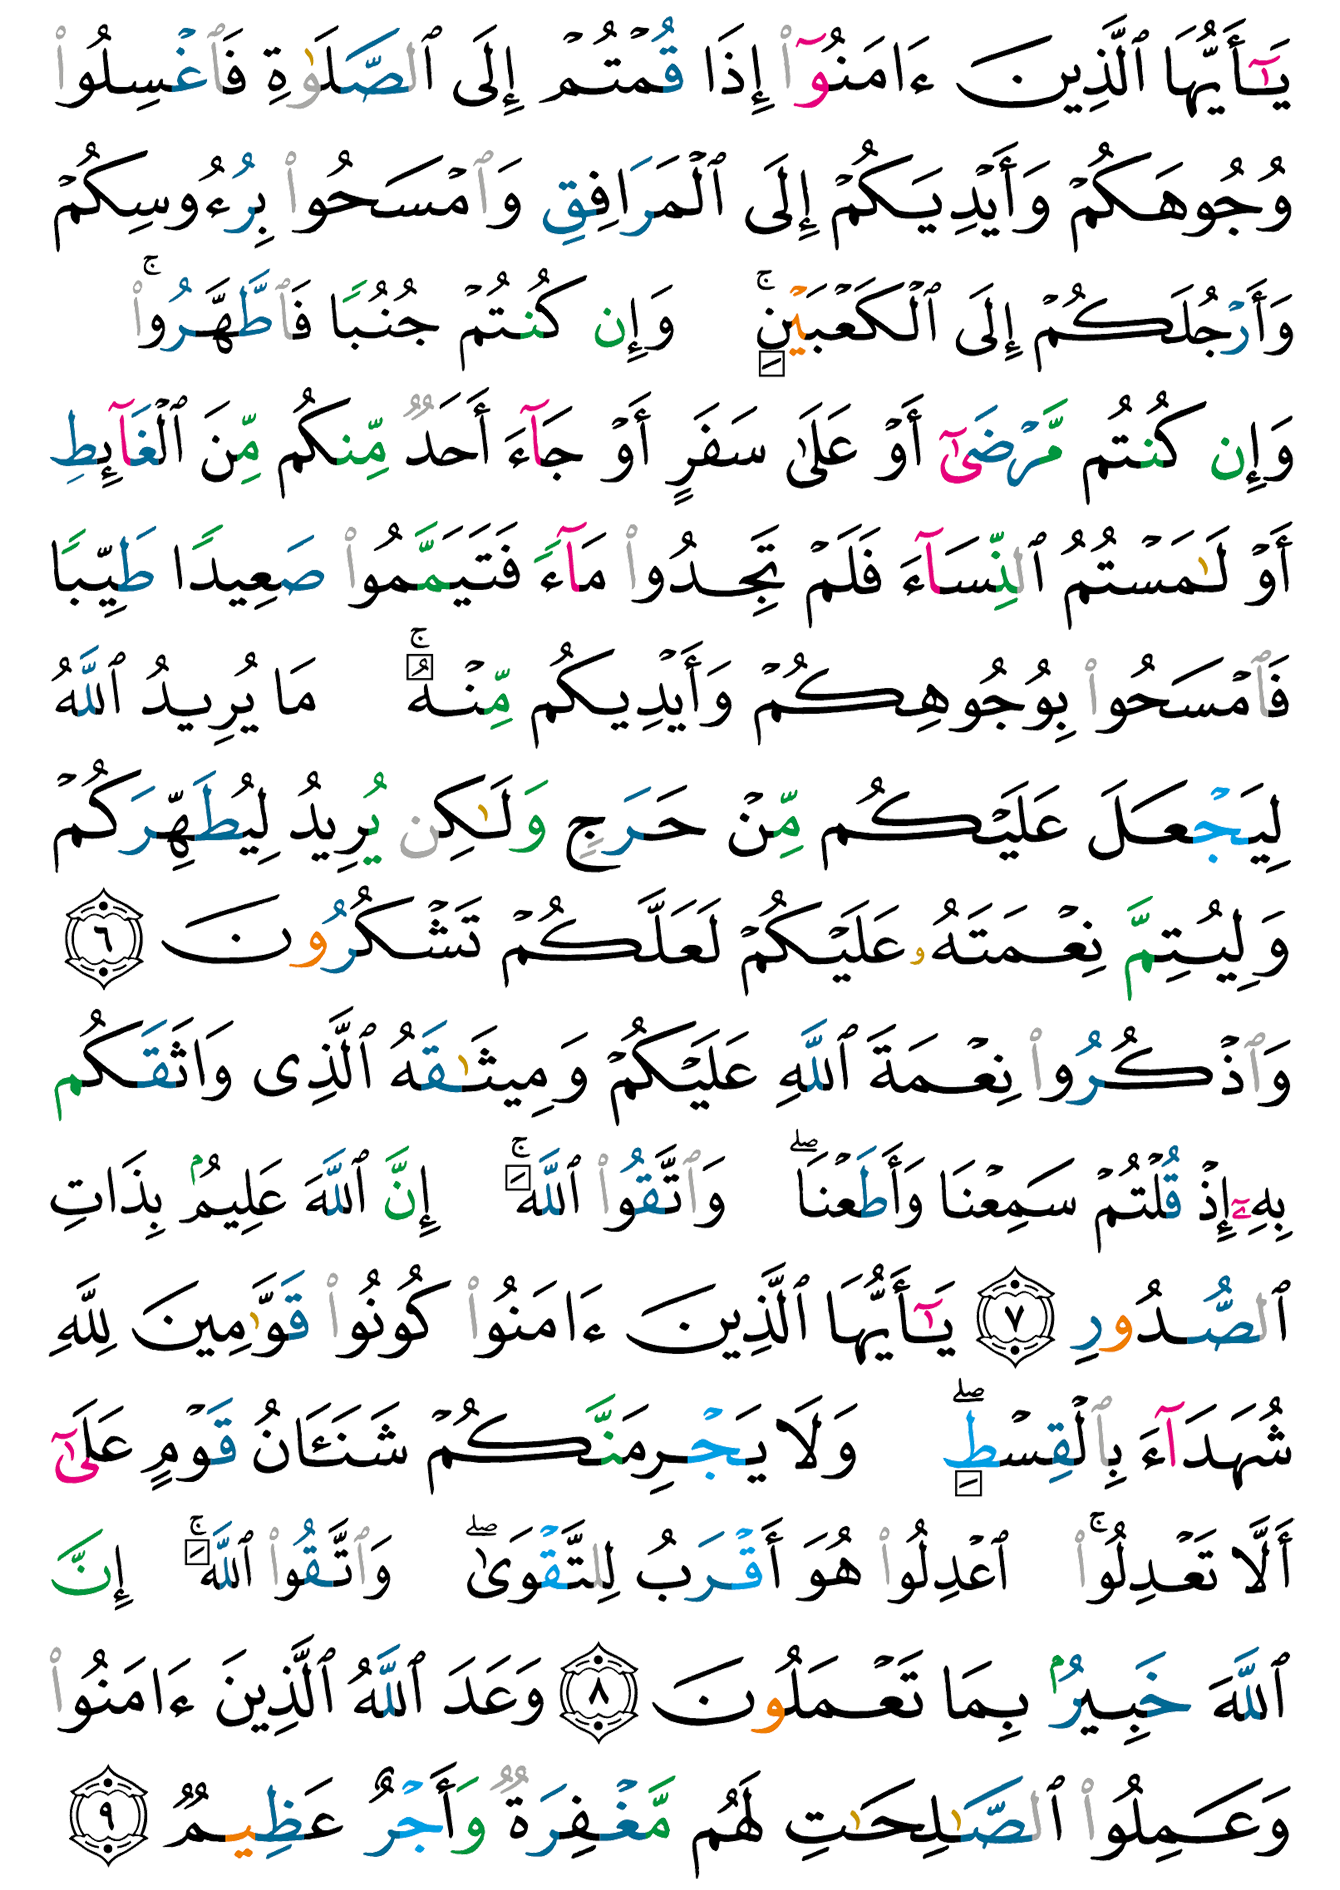 يَـٰٓأَيُّهَا ٱلَّذِينَ ءَامَنُوٓا۟ إِذَا قُمْتُمْ إِلَى ٱلصَّلَوٰةِ فَٱغْسِلُوا۟
وُجُوهَكُمْ وَأَيْدِيَكُمْ إِلَى ٱلْمَرَافِقِ وَٱمْسَحُوا۟ بِرُءُوسِكُمْ
وَأَرْجُلَكُمْ إِلَى ٱلْكَعْبَيْنِ ۚ وَإِن كُنتُمْ جُنُبًا فَٱطَّهَّرُوا۟ ۚ
وَإِن كُنتُم مَّرْضَىٰٓ أَوْ عَلَىٰ سَفَرٍ أَوْ جَآءَ أَحَدٌ مِّنكُم مِّنَ ٱلْغَآئِطِ
أَوْ لَـٰمَسْتُمُ ٱلنِّسَآءَ فَلَمْ تَجِدُوا۟ مَآءً فَتَيَمَّمُوا۟ صَعِيدًا طَيِّبًا
فَٱمْسَحُوا۟ بِوُجُوهِكُمْ وَأَيْدِيكُم مِّنْهُ ۚ مَا يُرِيدُ ٱللَّهُ
لِيَجْعَلَ عَلَيْكُم مِّنْ حَرَجٍ وَلَـٰكِن يُرِيدُ لِيُطَهِّرَكُمْ
وَلِيُتِمَّ نِعْمَتَهُۥ عَلَيْكُمْ لَعَلَّكُمْ تَشْكُرُونَ ٦
وَٱذْكُرُوا۟ نِعْمَةَ ٱللَّهِ عَلَيْكُمْ وَمِيثَـٰقَهُ ٱلَّذِى وَاثَقَكُم
بِهِۦٓ إِذْ قُلْتُمْ سَمِعْنَا وَأَطَعْنَا ۖ وَٱتَّقُوا۟ ٱللَّهَ ۚ إِنَّ ٱللَّهَ عَلِيمٌۢ بِذَاتِ
ٱلصُّدُورِ ٧ يَـٰٓأَيُّهَا ٱلَّذِينَ ءَامَنُوا۟ كُونُوا۟ قَوَّٰمِينَ لِلَّهِ
شُهَدَآءَ بِٱلْقِسْطِ ۖ وَلَا يَجْرِمَنَّكُمْ شَنَـَٔانُ قَوْمٍ عَلَىٰٓ
أَلَّا تَعْدِلُوا۟ ۚ ٱعْدِلُوا۟ هُوَ أَقْرَبُ لِلتَّقْوَىٰ ۖ وَٱتَّقُوا۟ ٱللَّهَ ۚ إِنَّ
ٱللَّهَ خَبِيرٌۢ بِمَا تَعْمَلُونَ ٨ وَعَدَ ٱللَّهُ ٱلَّذِينَ ءَامَنُوا۟
وَعَمِلُوا۟ ٱلصَّـٰلِحَـٰتِ لَهُم مَّغْفِرَةٌ وَأَجْرٌ عَظِيمٌ ٩